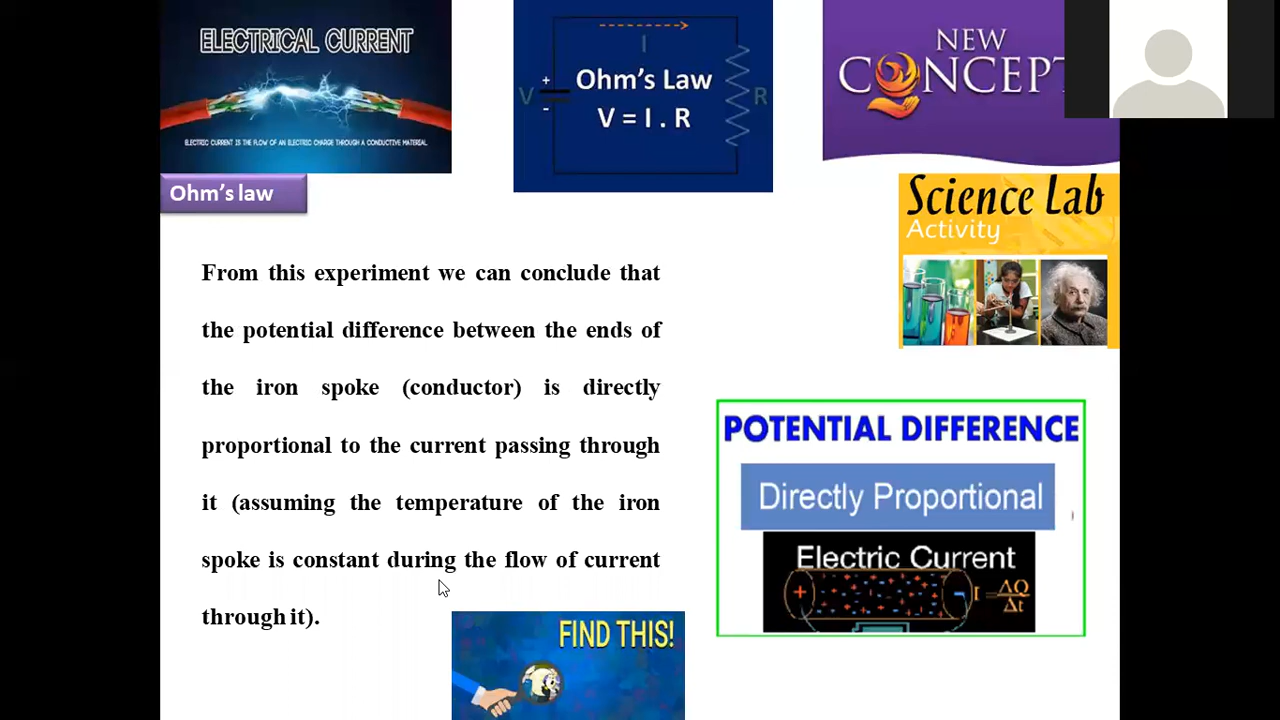 ELECTRICAL CURRENT
ELECTRIC CURRENT IS THE FLOW OF AN ELECTRIC CHARGE THROUGH A CONDUCTIVE MATERIAL
I
+
Ohm's Law
V
R
-
V = I . R
NEW
CONCEPT
Ohm's law
Science Lab
Activity
From this experiment we can conclude that
the potential difference between the ends of
the iron spoke (conductor) is directly
proportional to the current passing through
it (assuming the temperature of the iron
spoke is constant during the flow of current
through it).
POTENTIAL DIFFERENCE
Directly Proportional
Electric Current
+ - I = ΔQ
Δt
FIND THIS!